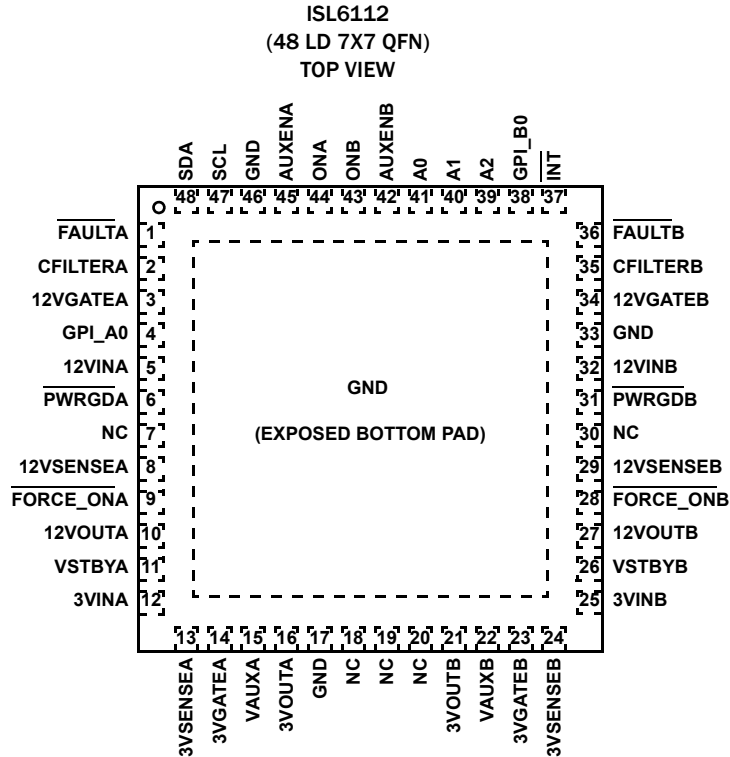 ISL6112
(48 LD 7X7 QFN)
TOP VIEW
SDA
SCL
GND
AUXENA
ONA
ONB
AUXENB
A0
A1
A2
GPI_B0
INT
48 47 46 45 44 43 42 41 40 39 38 37
FAULTA 1
CFILTERA 2
12VGATEA 3
GPI_A0 4
12VINA 5
PWRGDA 6
NC 7
12VSENSEA 8
FORCE_ONA 9
12VOUTA 10
VSTBYA 11
3VINA 12
GND
(EXPOSED BOTTOM PAD)
36 FAULTB
35 CFILTERB
34 12VGATEB
33 GND
32 12VINB
31 PWRGDB
30 NC
29 12VSENSEB
28 FORCE_ONB
27 12VOUTB
26 VSTBYB
25 3VINB
13 14 15 16 17 18 19 20 21 22 23 24
3VSENSEA
3VGATEA
VAUXA
3VOUTA
GND
NC
NC
NC
3VOUTB
VAUXB
3VGATEB
3VSENSEB